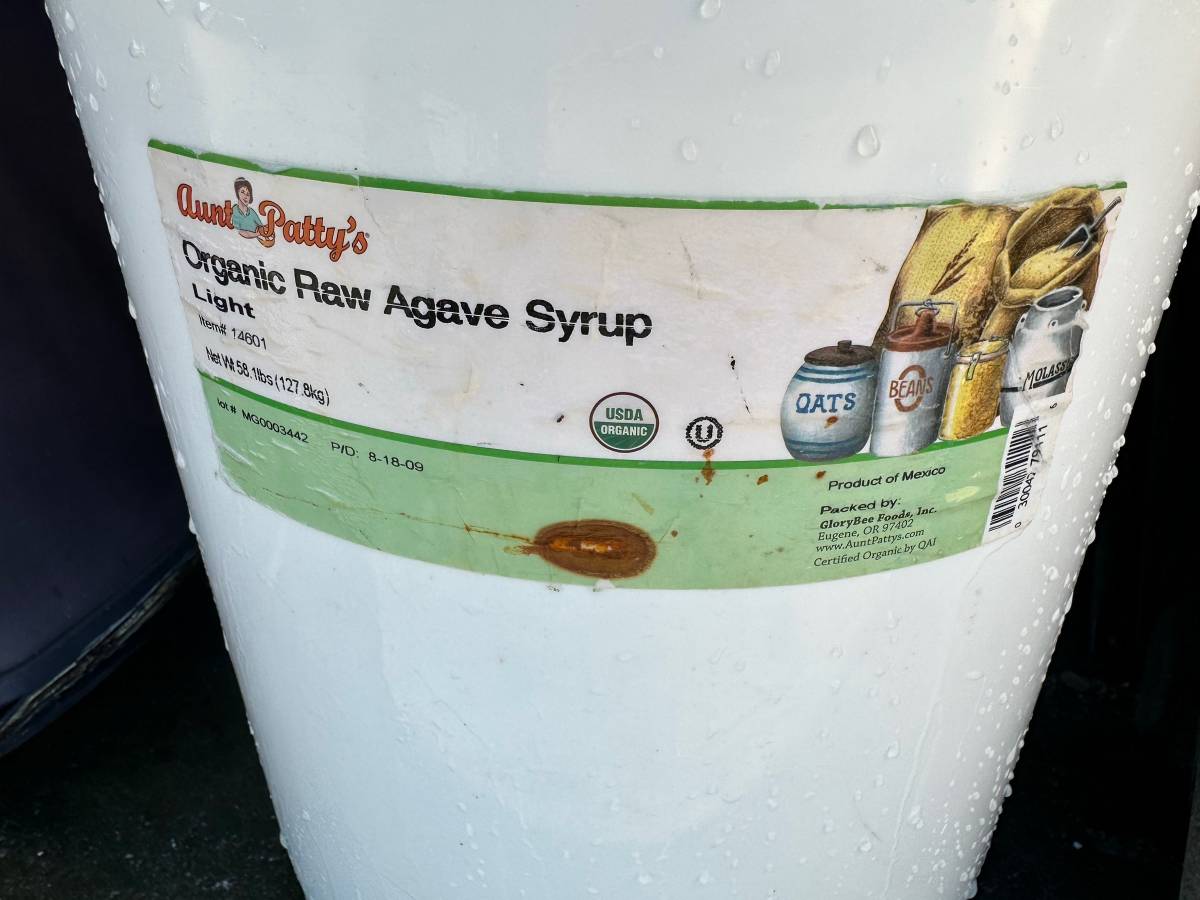 Aunt Patty's
Organic Raw Agave Syrup
Light
Item# 14601
Net Wt 58.1lbs (127.8kg)
lot # MG0003442 P/D: 8-18-09
USDA
ORGANIC
U
OATS
BEANS
MOLASS
Product of Mexico
Packed by:
GloryBee Foods, Inc.
Eugene, OR 97402
www.AuntPattys.com
Certified Organic by QAI